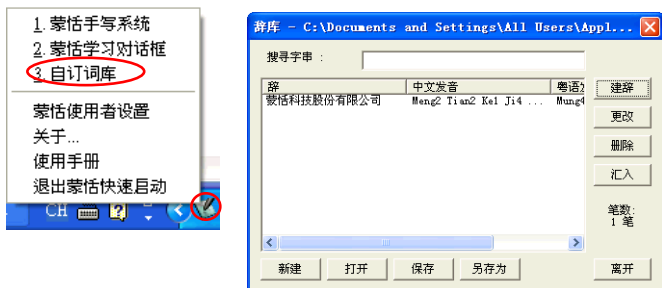 1. 蒙恬手写系统
2. 蒙恬学习对话框
3. 自订词库
蒙恬使用者设置
关于...
使用手册
退出蒙恬快速启动
CH
辞库 - C:\Documents and Settings\All Users\Appl...
搜寻字串：
辞 中文发音 粤语发
蒙恬科技股份有限公司 Meng2 Tian2 Ke1 Ji4 ... Mung4
建辞
更改
删除
汇入
笔数:
1 笔
新建 打开 保存 另存为 离开